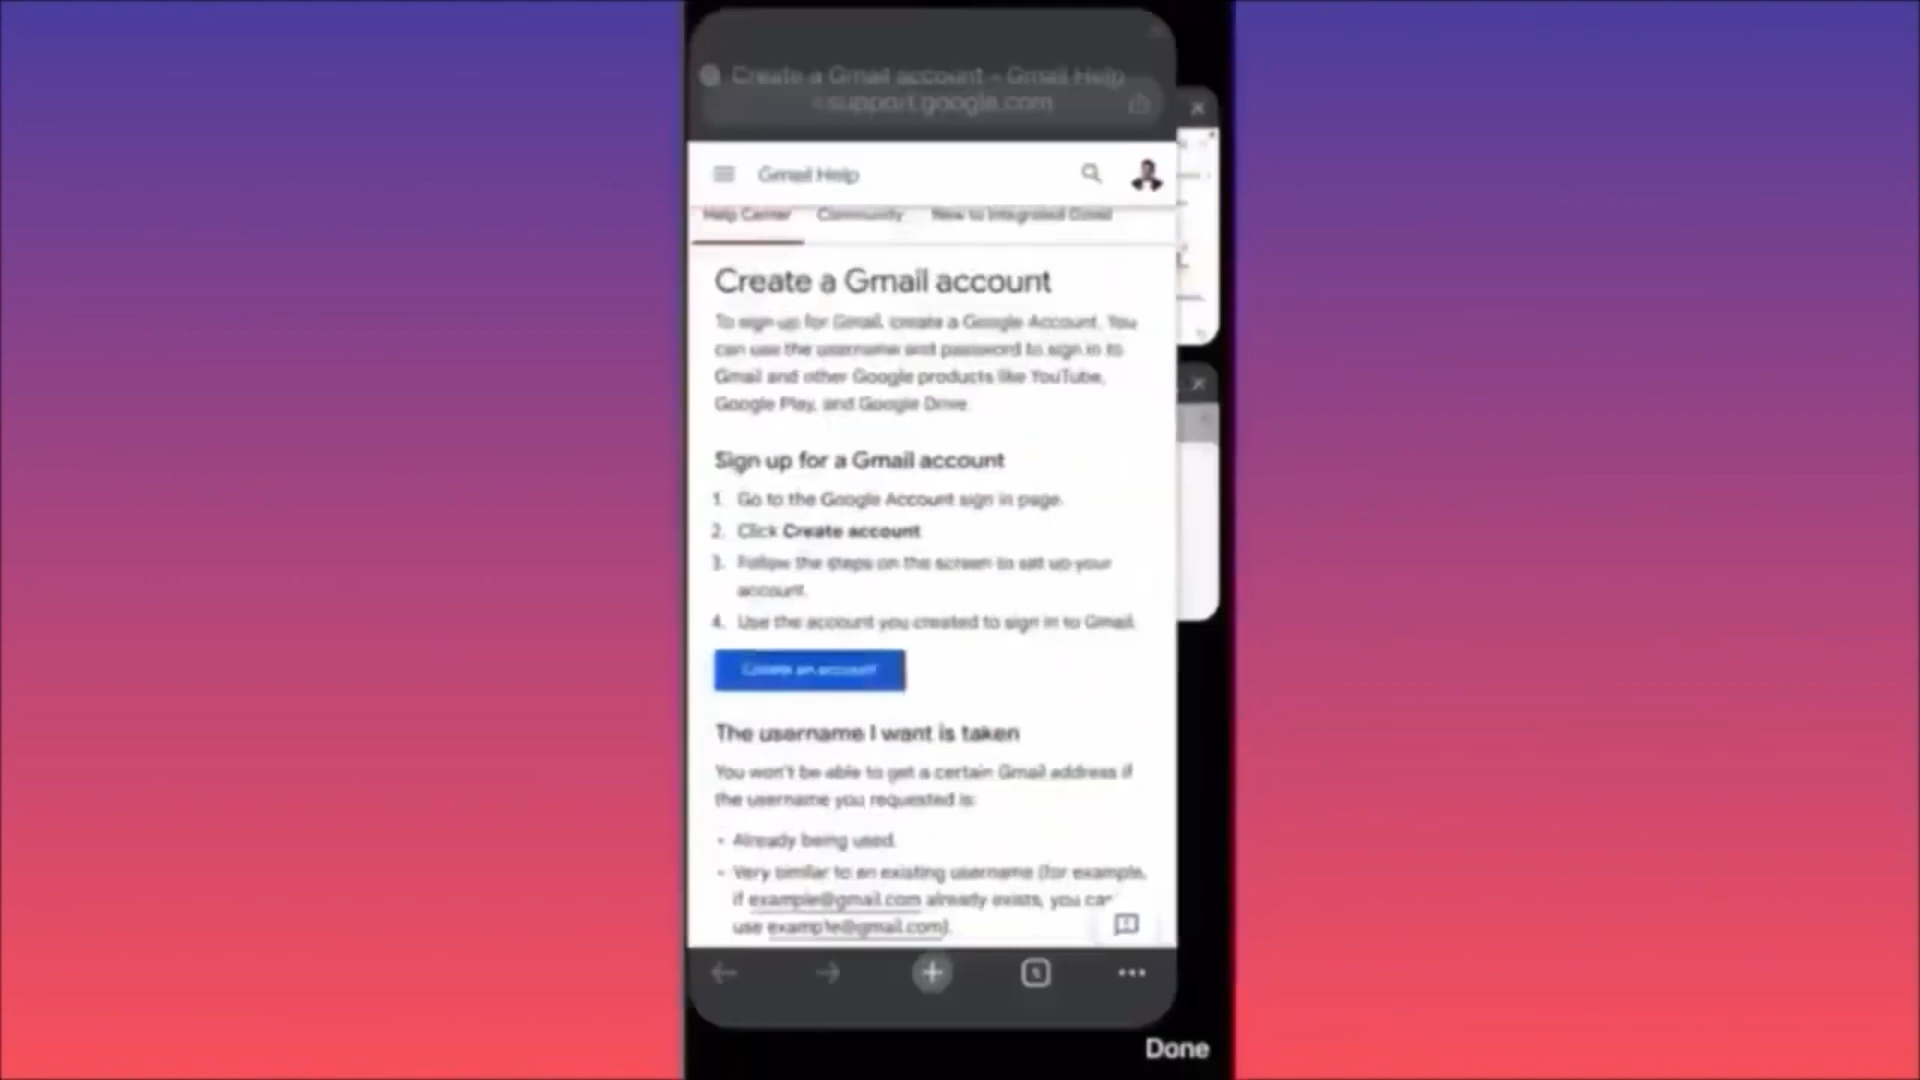 Create a Gmail account - Gmail Help
support.google.com
Gmail Help
Help Center Community New to integrated Gmail
Create a Gmail account
To sign up for Gmail, create a Google Account. You
can use the username and password to sign in to
Gmail and other Google products like YouTube,
Google Play, and Google Drive.
Sign up for a Gmail account
1. Go to the Google Account sign in page.
2. Click Create account
3. Follow the steps on the screen to set up your
account.
4. Use the account you created to sign in to Gmail.
Create an account
The username I want is taken
You won't be able to get a certain Gmail address if
the username you requested is:
• Already being used.
• Very similar to an existing username (for example,
if example@gmail.com already exists, you can
use examp1e@gmail.com).
Done